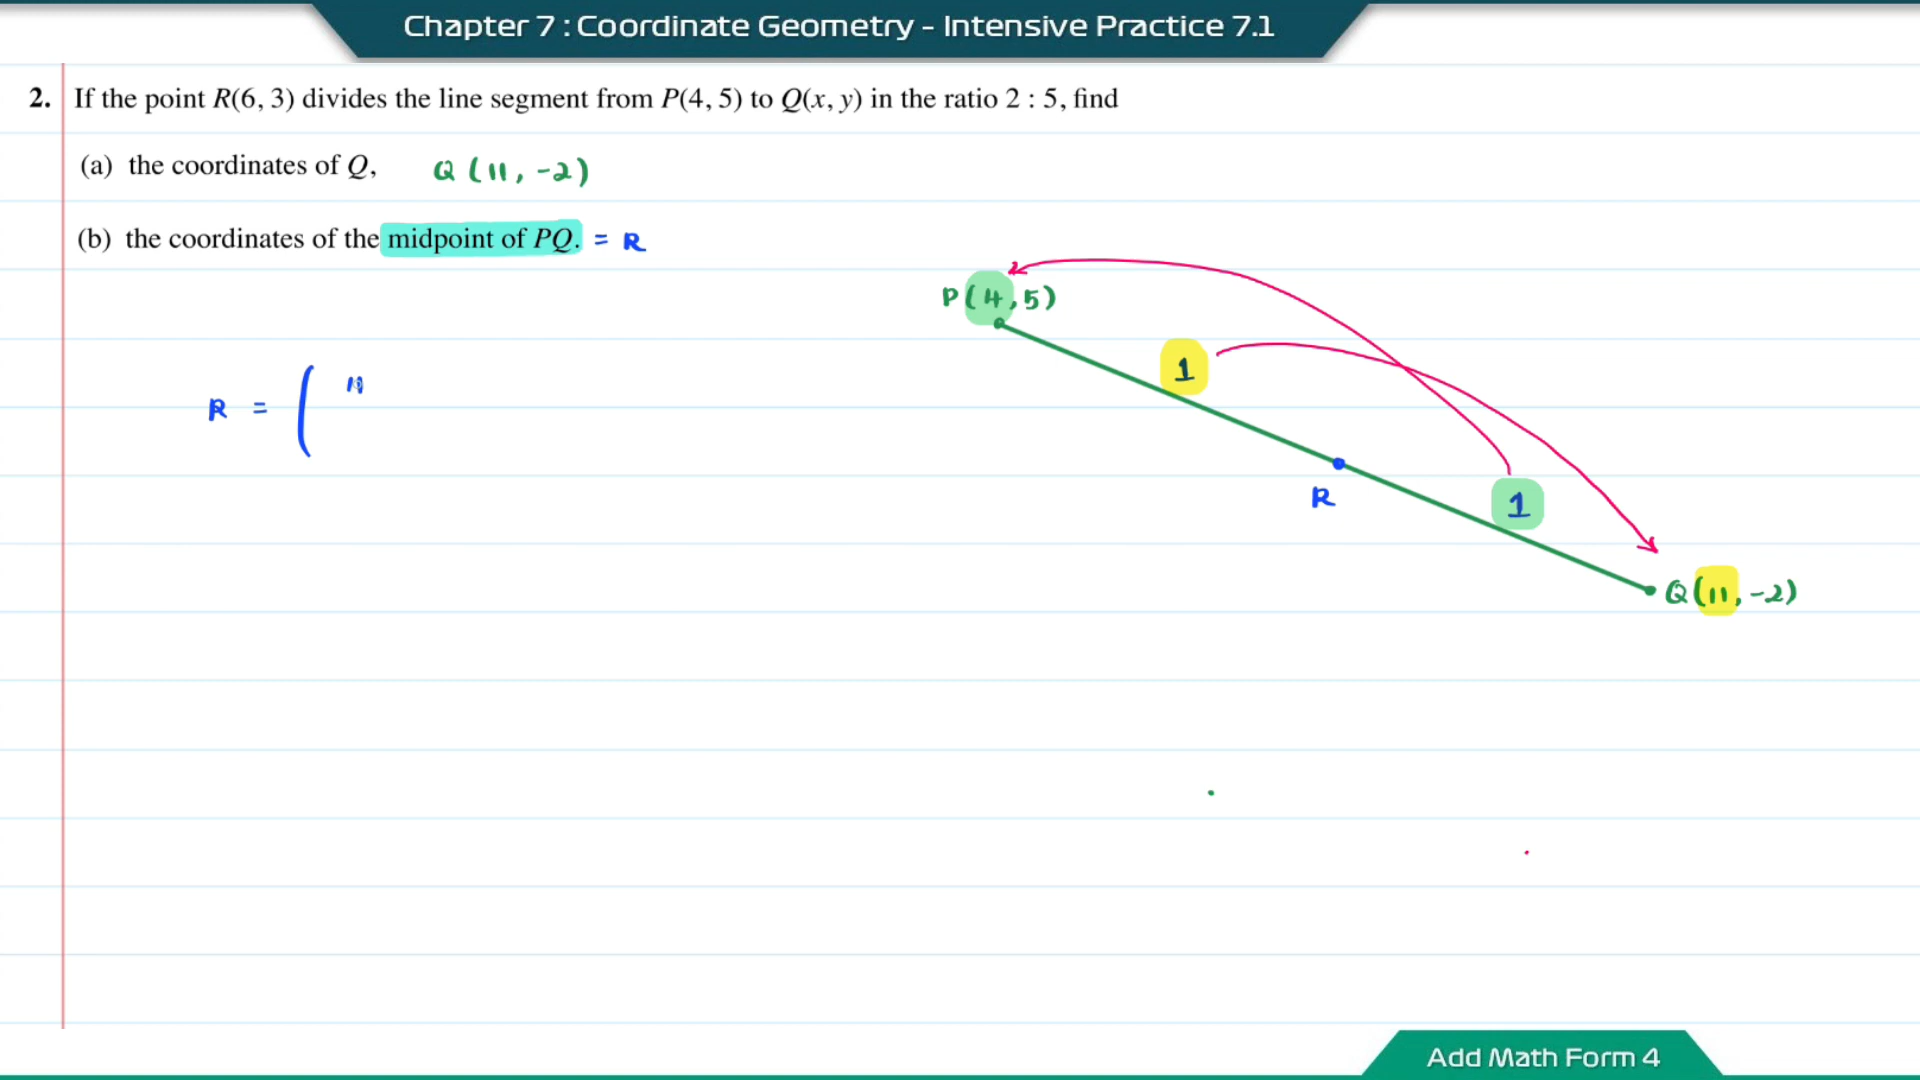 Chapter 7 : Coordinate Geometry - Intensive Practice 7.1
2. If the point R(6, 3) divides the line segment from P(4, 5) to Q(x, y) in the ratio 2 : 5, find
(a) the coordinates of Q, Q (11, -2)
(b) the coordinates of the midpoint of PQ. = R
P(4,5)
1
R = ( 11
R
1
Q(11, -2)
Add Math Form 4